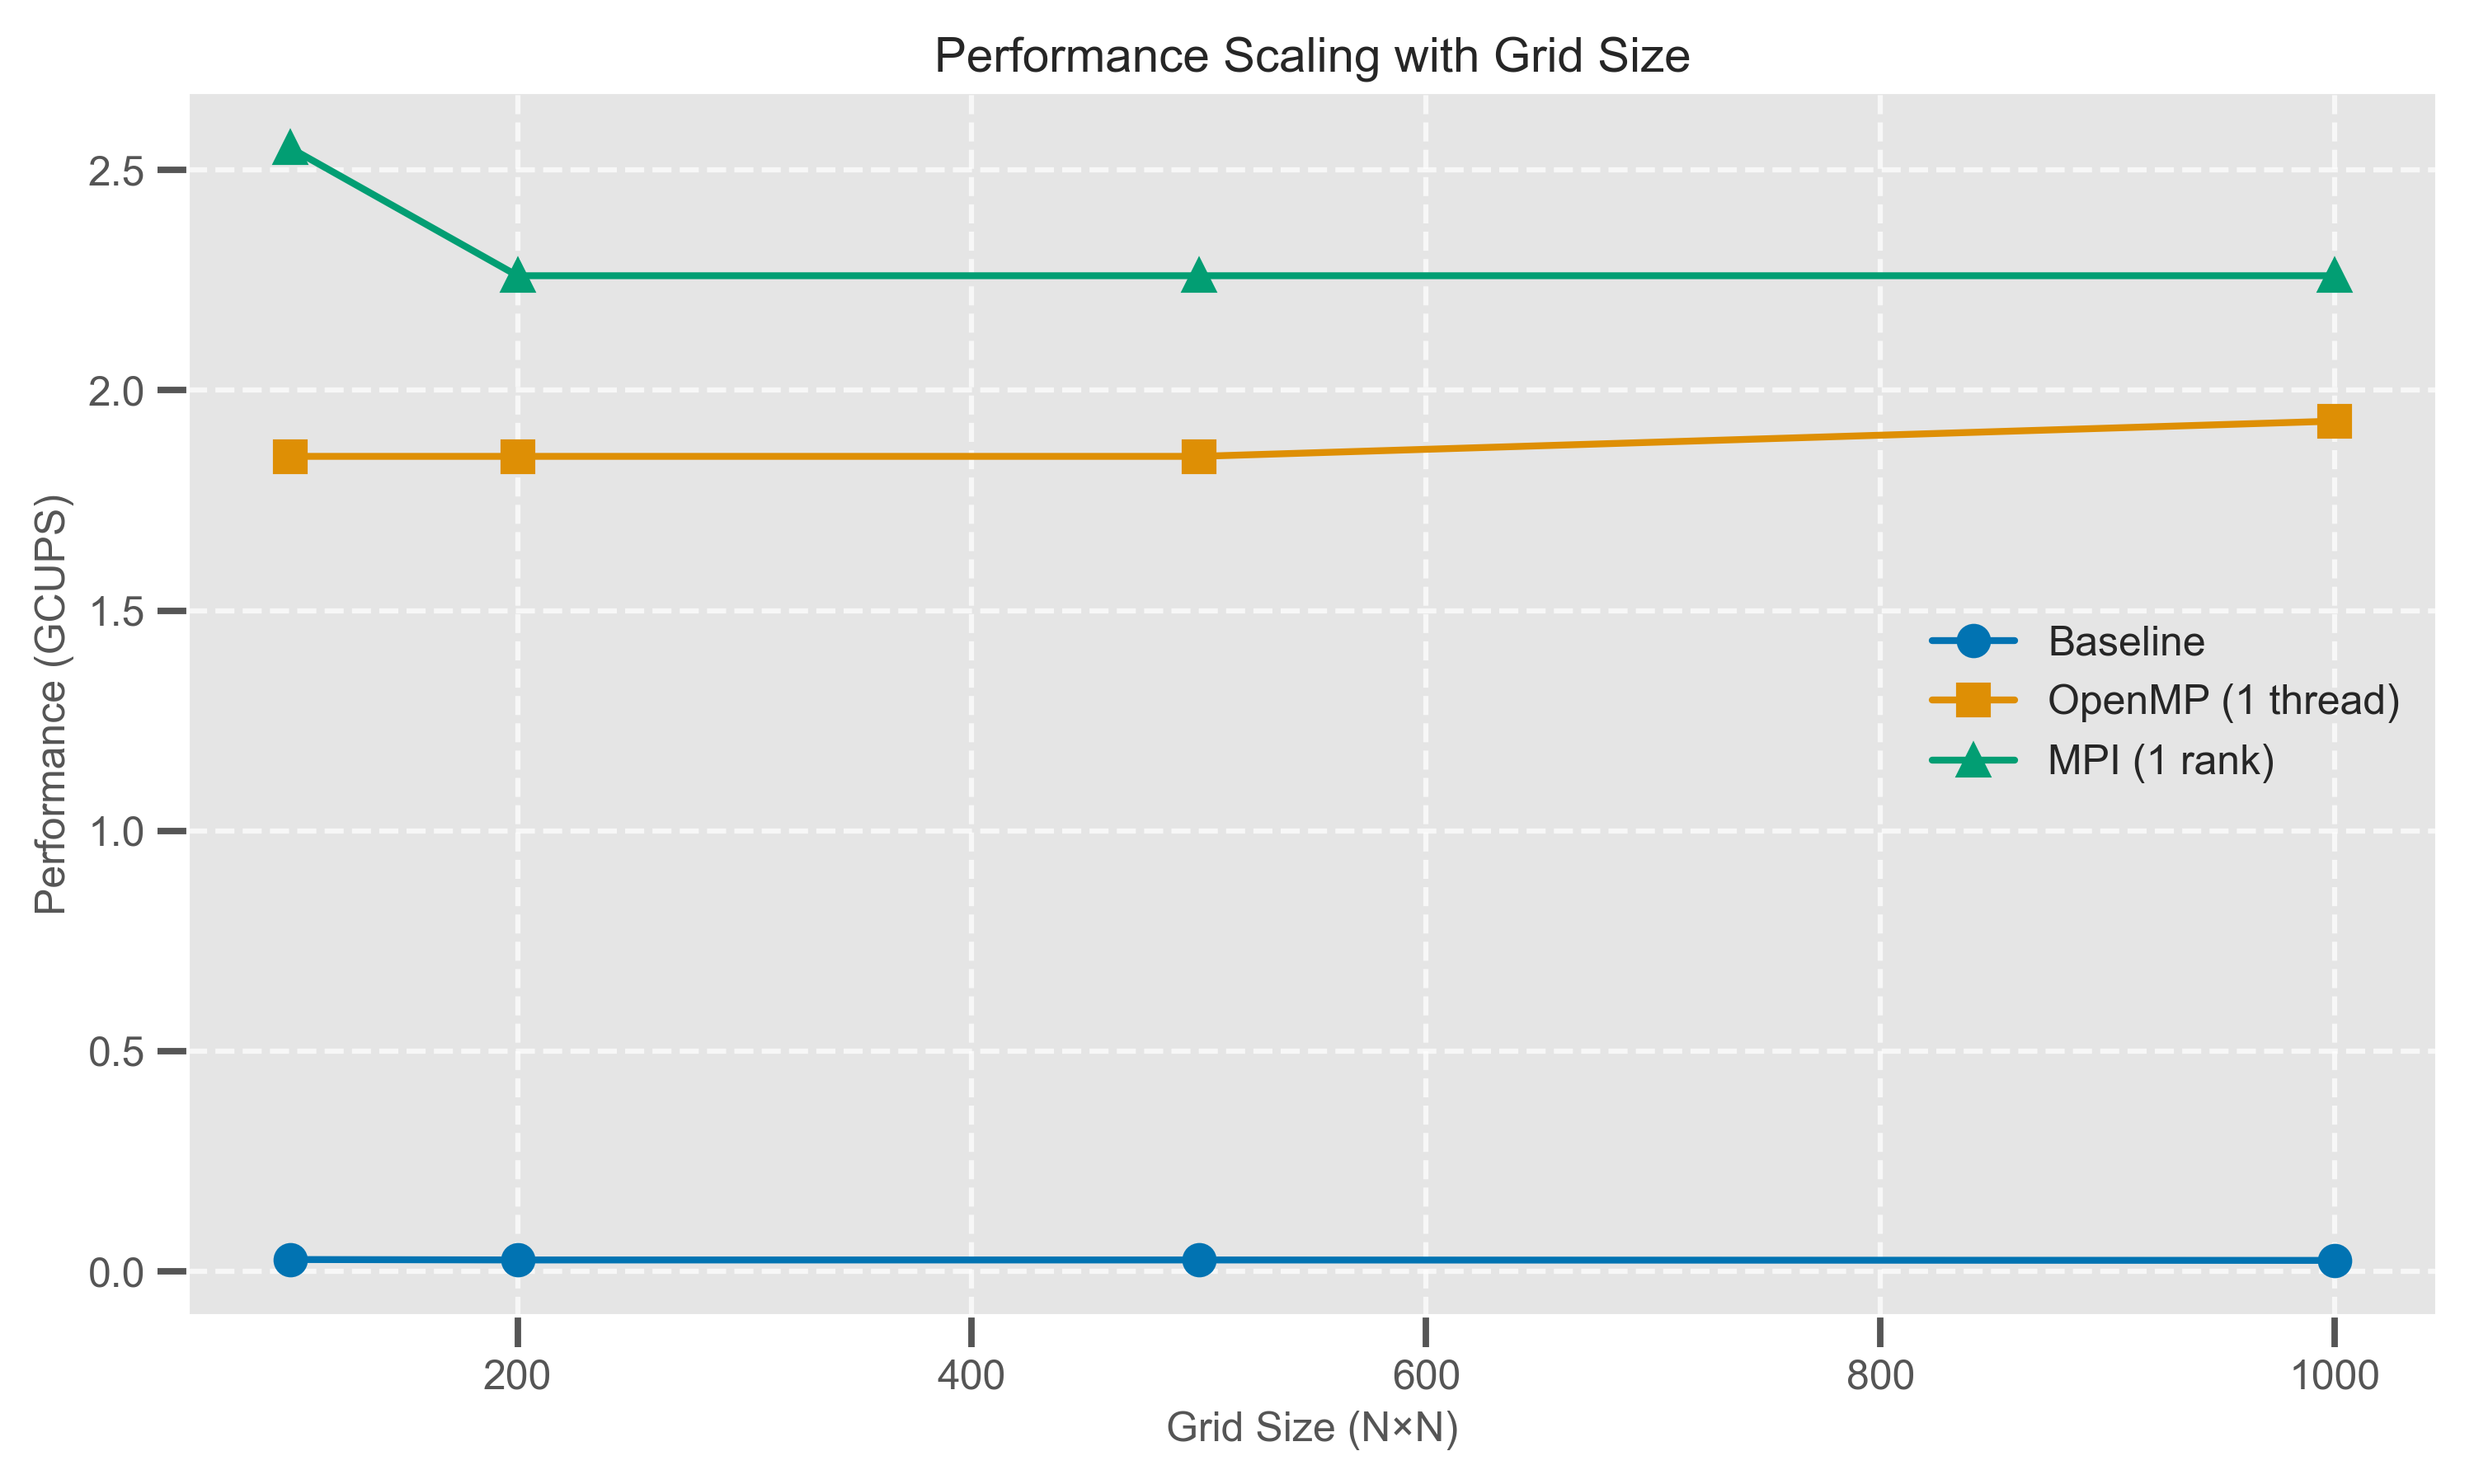 Performance Scaling with Grid Size
Performance (GCUPS)
2.5
2.0
1.5
1.0
0.5
0.0
Baseline
OpenMP (1 thread)
MPI (1 rank)
200 400 600 800 1000
Grid Size (N×N)